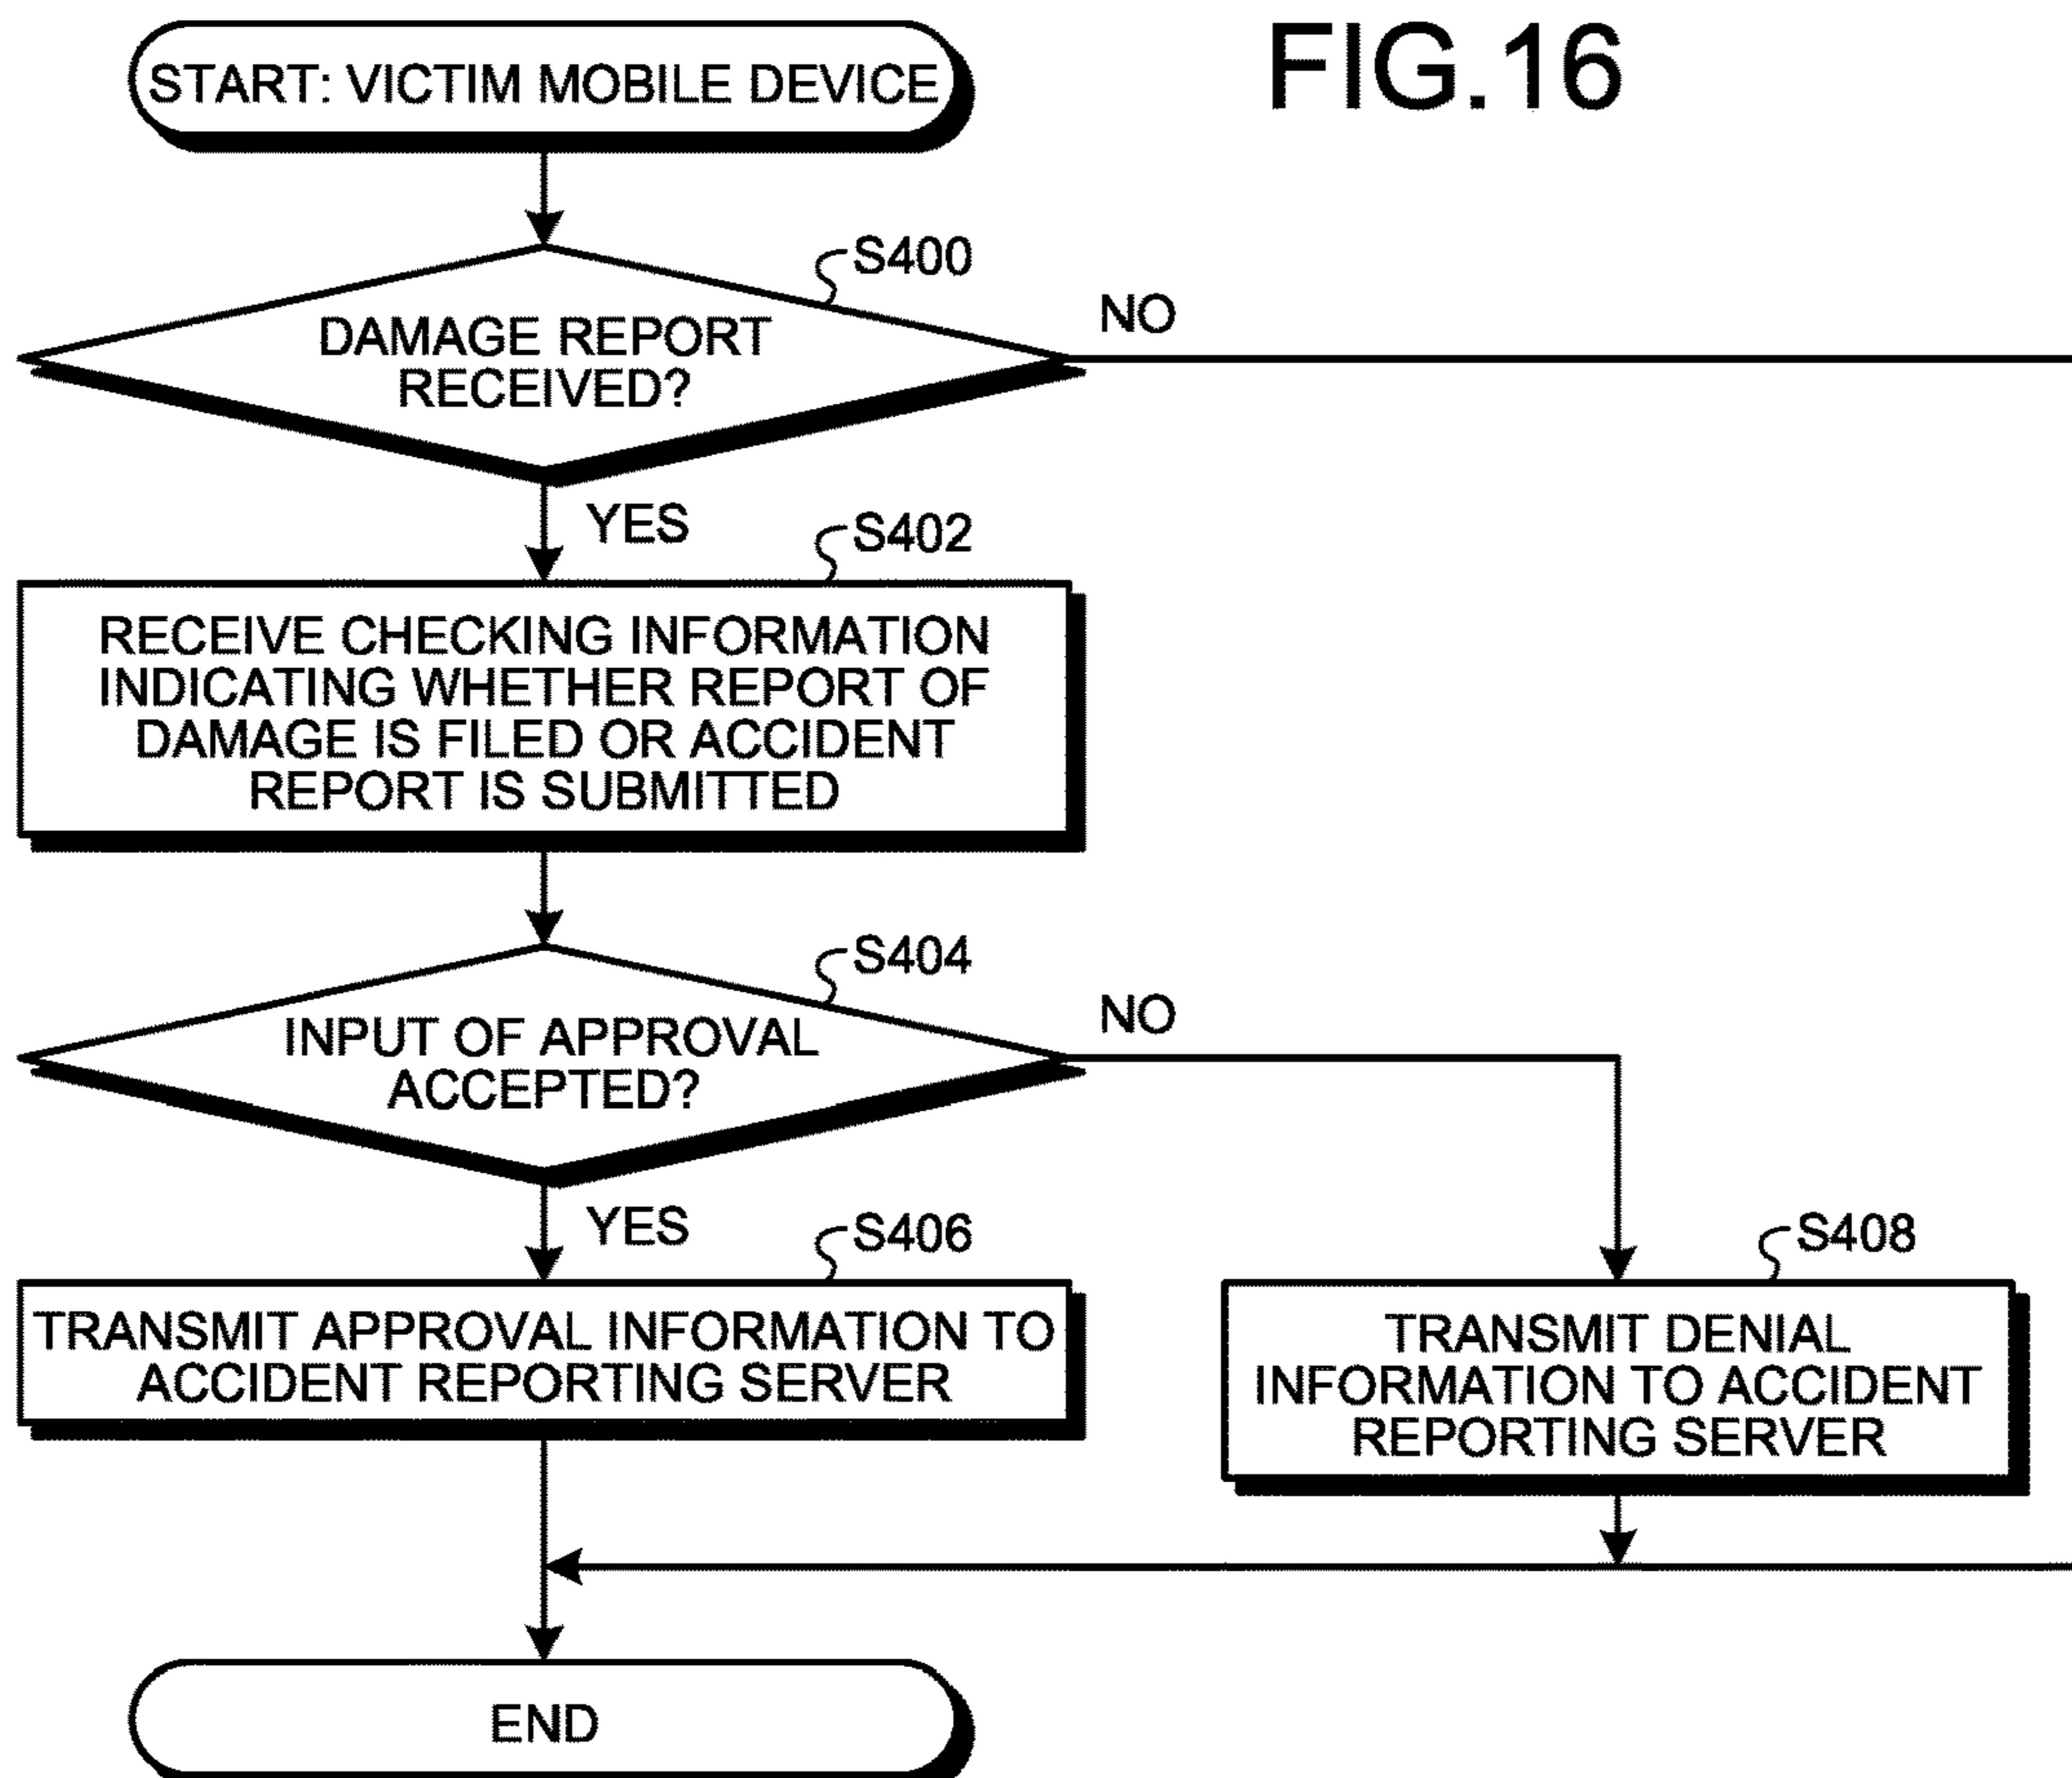 FIG.16
START: VICTIM MOBILE DEVICE
S400
DAMAGE REPORT
RECEIVED?
NO
YES
S402
RECEIVE CHECKING INFORMATION
INDICATING WHETHER REPORT OF
DAMAGE IS FILED OR ACCIDENT
REPORT IS SUBMITTED
S404
INPUT OF APPROVAL
ACCEPTED?
NO
YES
S406
TRANSMIT APPROVAL INFORMATION TO
ACCIDENT REPORTING SERVER
S408
TRANSMIT DENIAL
INFORMATION TO ACCIDENT
REPORTING SERVER
END